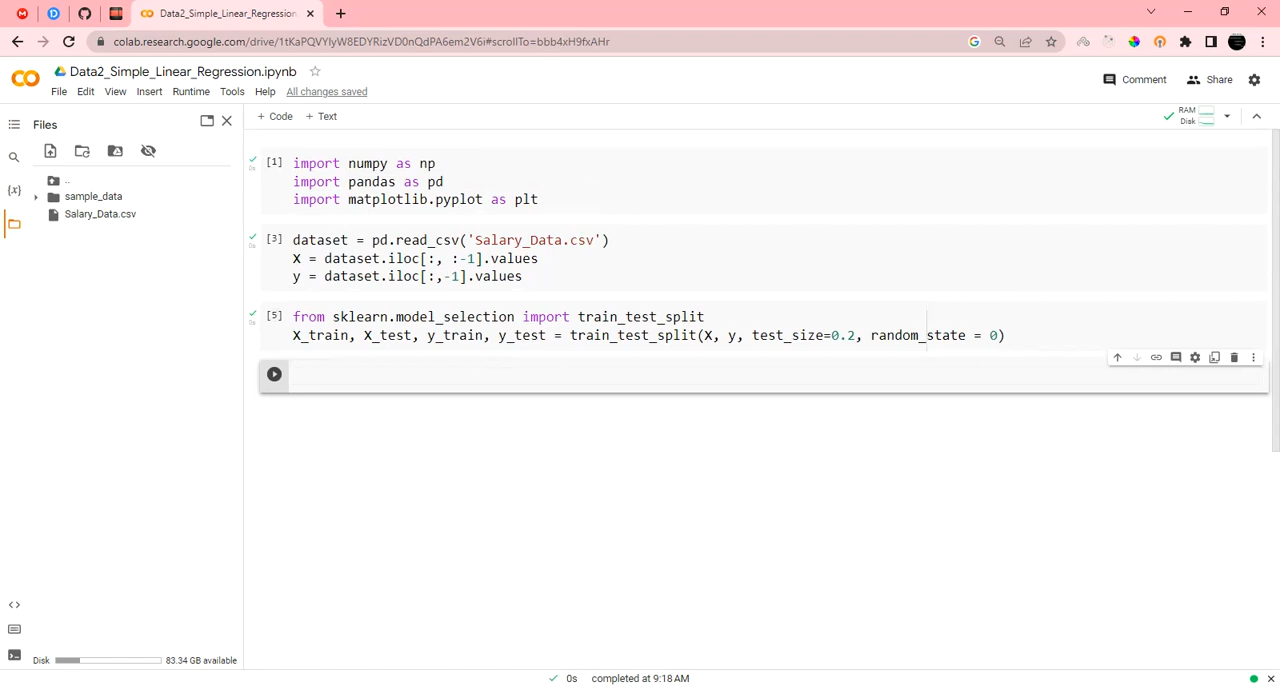 Data2_Simple_Linear_Regression.
colab.research.google.com/drive/1tKaPQVYlyW8EDYRizVD0nQdPA6em2V6i#scrollTo=bbb4xH9fxAHr
Data2_Simple_Linear_Regression.ipynb
File Edit View Insert Runtime Tools Help All changes saved
Comment Share
Files
+ Code + Text
RAM
Disk
..
sample_data
Salary_Data.csv
[1] import numpy as np
import pandas as pd
import matplotlib.pyplot as plt
[3] dataset = pd.read_csv('Salary_Data.csv')
X = dataset.iloc[:, :-1].values
y = dataset.iloc[:,-1].values
[5] from sklearn.model_selection import train_test_split
X_train, X_test, y_train, y_test = train_test_split(X, y, test_size=0.2, random_state = 0)
Disk 83.34 GB available
0s completed at 9:18 AM